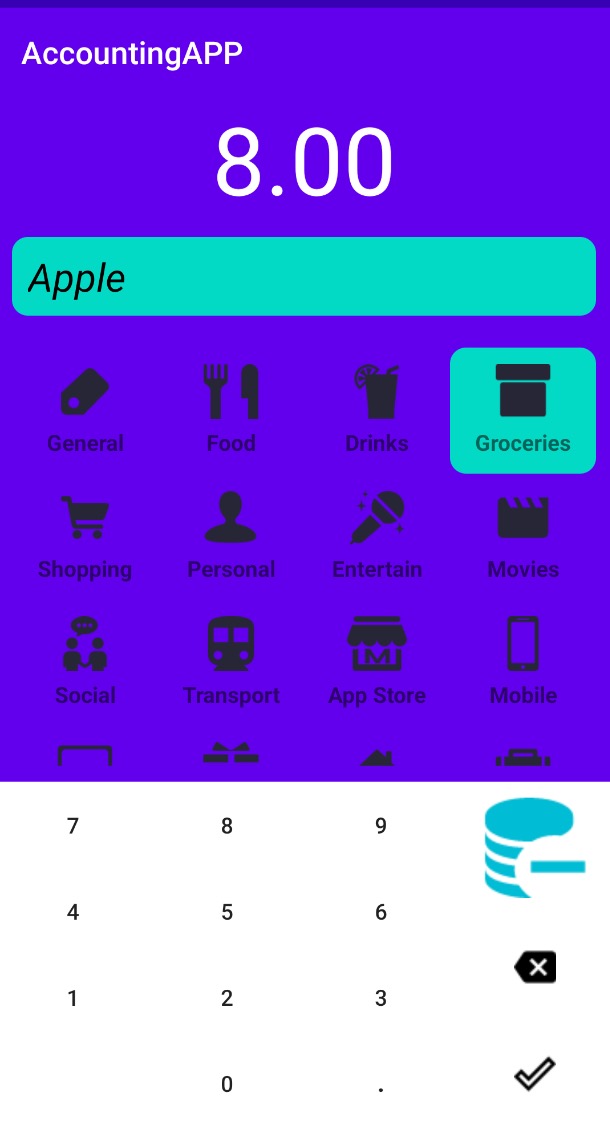 AccountingAPP
8.00
Apple
General Food Drinks Groceries
Shopping Personal Entertain Movies
Social Transport App Store Mobile
7 8 9
4 5 6
1 2 3
0 .